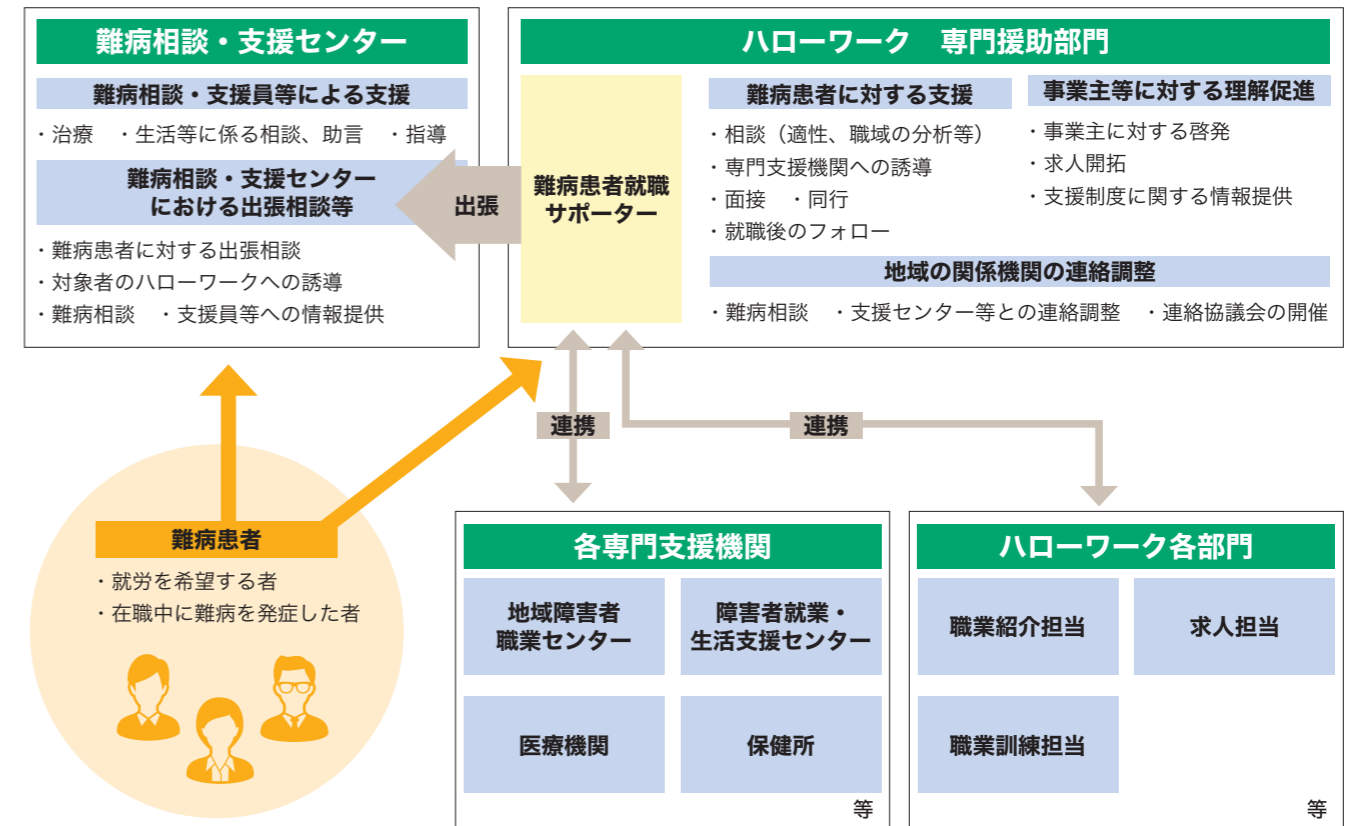 難病相談・支援センター
難病相談・支援員等による支援
・治療　・生活等に係る相談、助言　・指導
難病相談・支援センター
における出張相談等
・難病患者に対する出張相談
・対象者のハローワークへの誘導
・難病相談　・支援員等への情報提供
出張
ハローワーク　専門援助部門
難病患者就職
サポーター
難病患者に対する支援
・相談（適性、職域の分析等）
・専門支援機関への誘導
・面接　・同行
・就職後のフォロー
事業主等に対する理解促進
・事業主に対する啓発
・求人開拓
・支援制度に関する情報提供
地域の関係機関の連絡調整
・難病相談　・支援センター等との連絡調整　・連絡協議会の開催
連携
連携
難病患者
・就労を希望する者
・在職中に難病を発症した者
各専門支援機関
地域障害者
職業センター
障害者就業・
生活支援センター
医療機関
保健所
等
ハローワーク各部門
職業紹介担当
求人担当
職業訓練担当
等